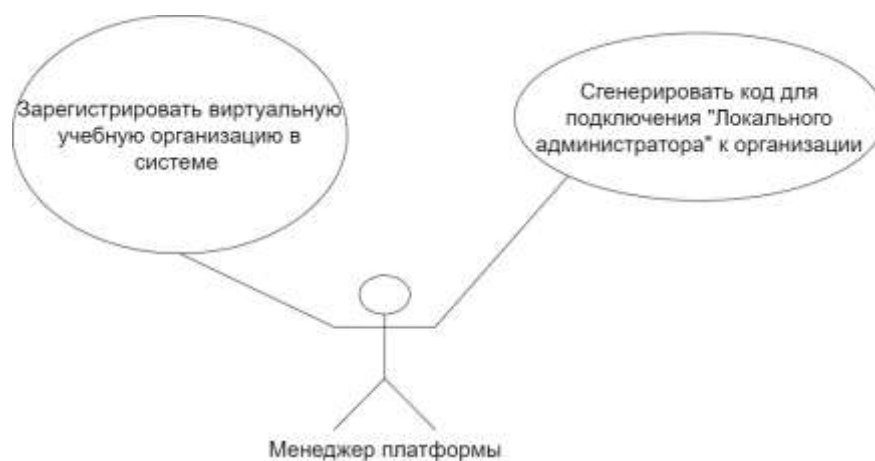 Зарегистрировать виртуальную
учебную организацию в
системе
Сгенерировать код для
подключения "Локального
администратора" к организации
Менеджер платформы